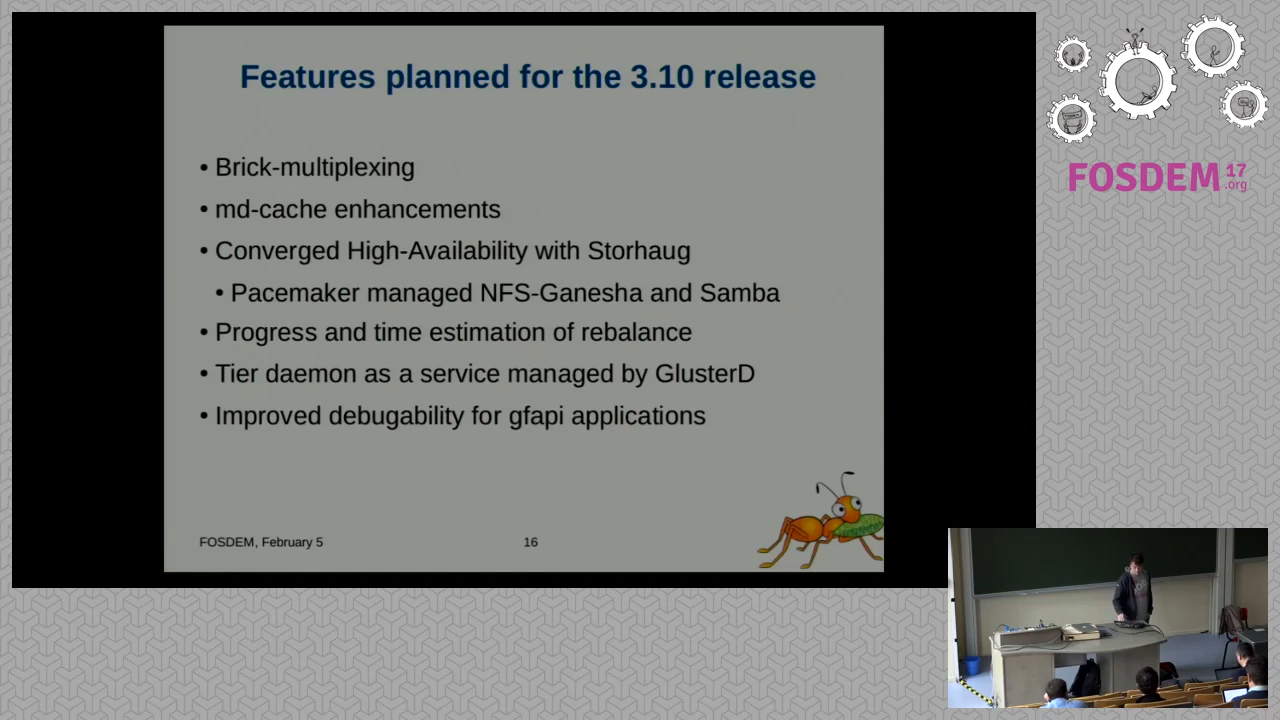 Features planned for the 3.10 release
• Brick-multiplexing
• md-cache enhancements
• Converged High-Availability with Storhaug
• Pacemaker managed NFS-Ganesha and Samba
• Progress and time estimation of rebalance
• Tier daemon as a service managed by GlusterD
• Improved debugability for gfapi applications
FOSDEM, February 5
16
FOSDEM 17
.org